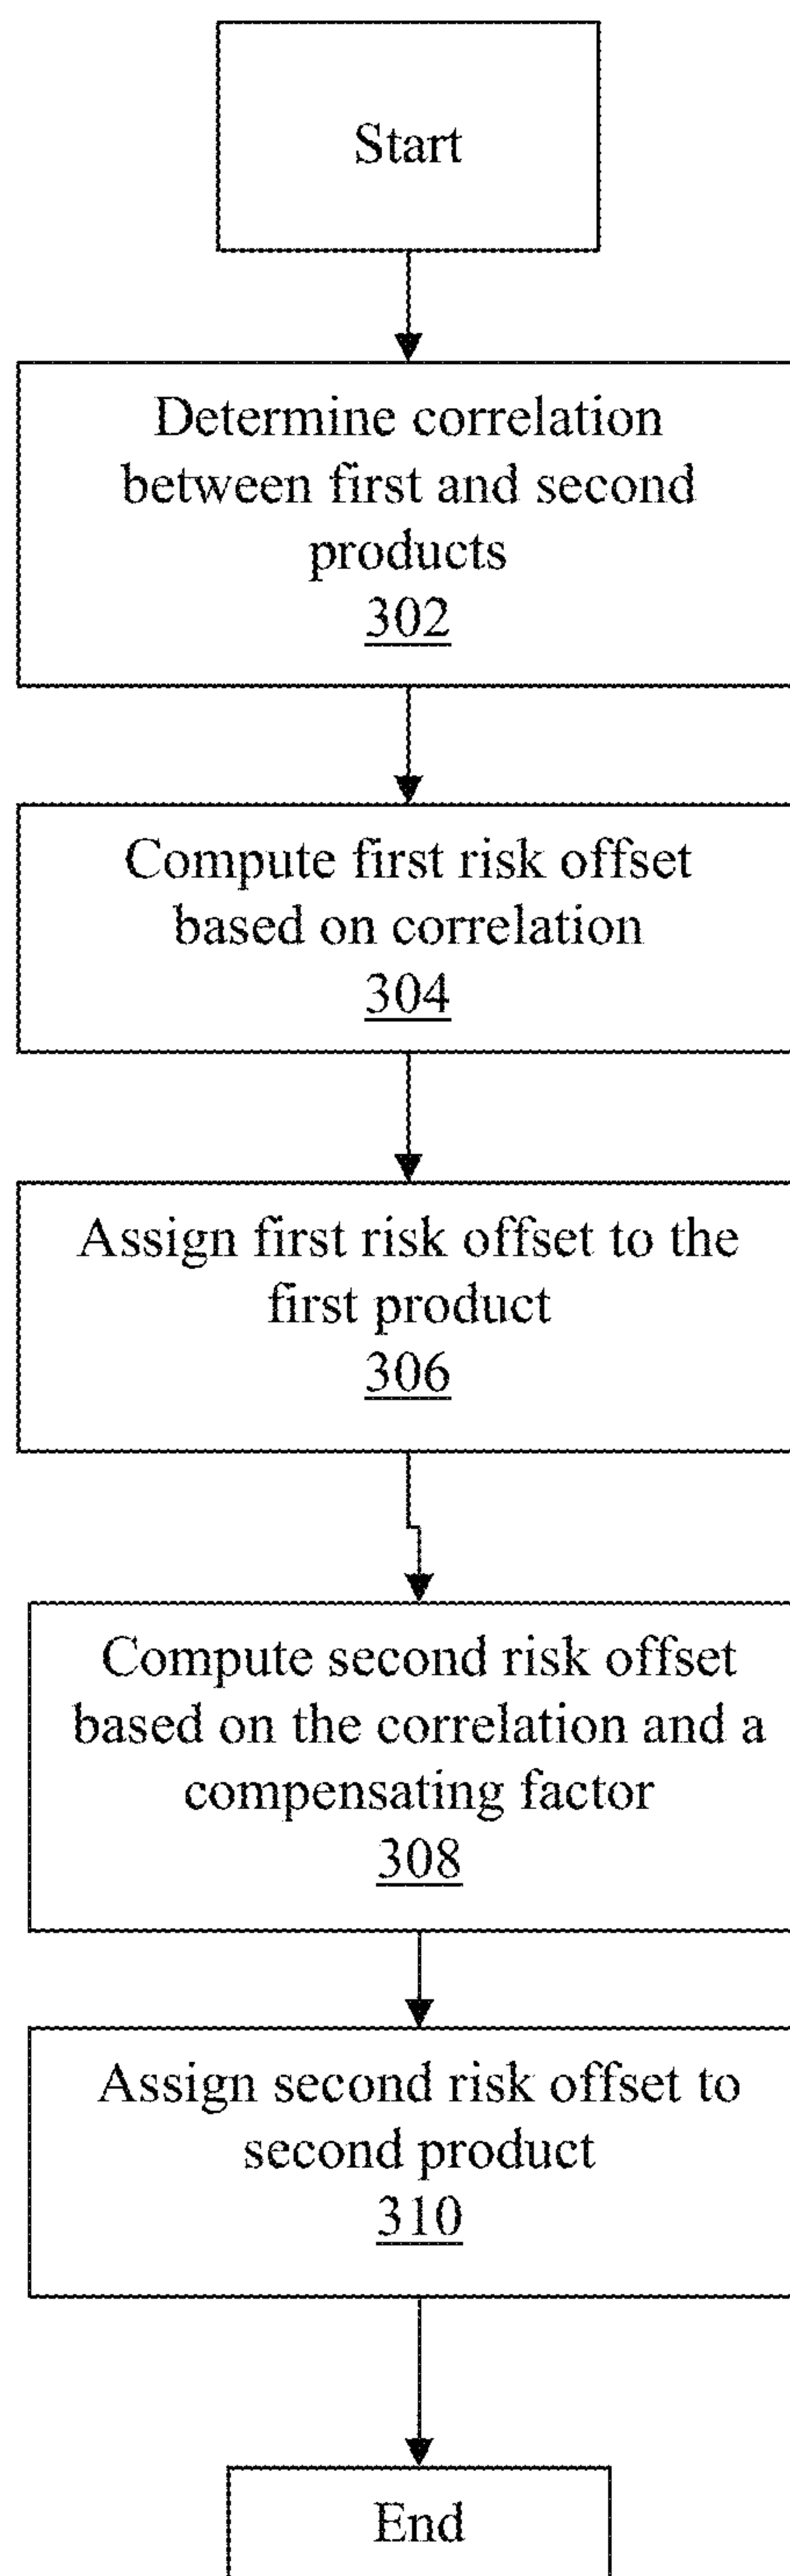 Start
Determine correlation
between first and second
products
302
Compute first risk offset
based on correlation
304
Assign first risk offset to the
first product
306
Compute second risk offset
based on the correlation and a
compensating factor
308
Assign second risk offset to
second product
310
End